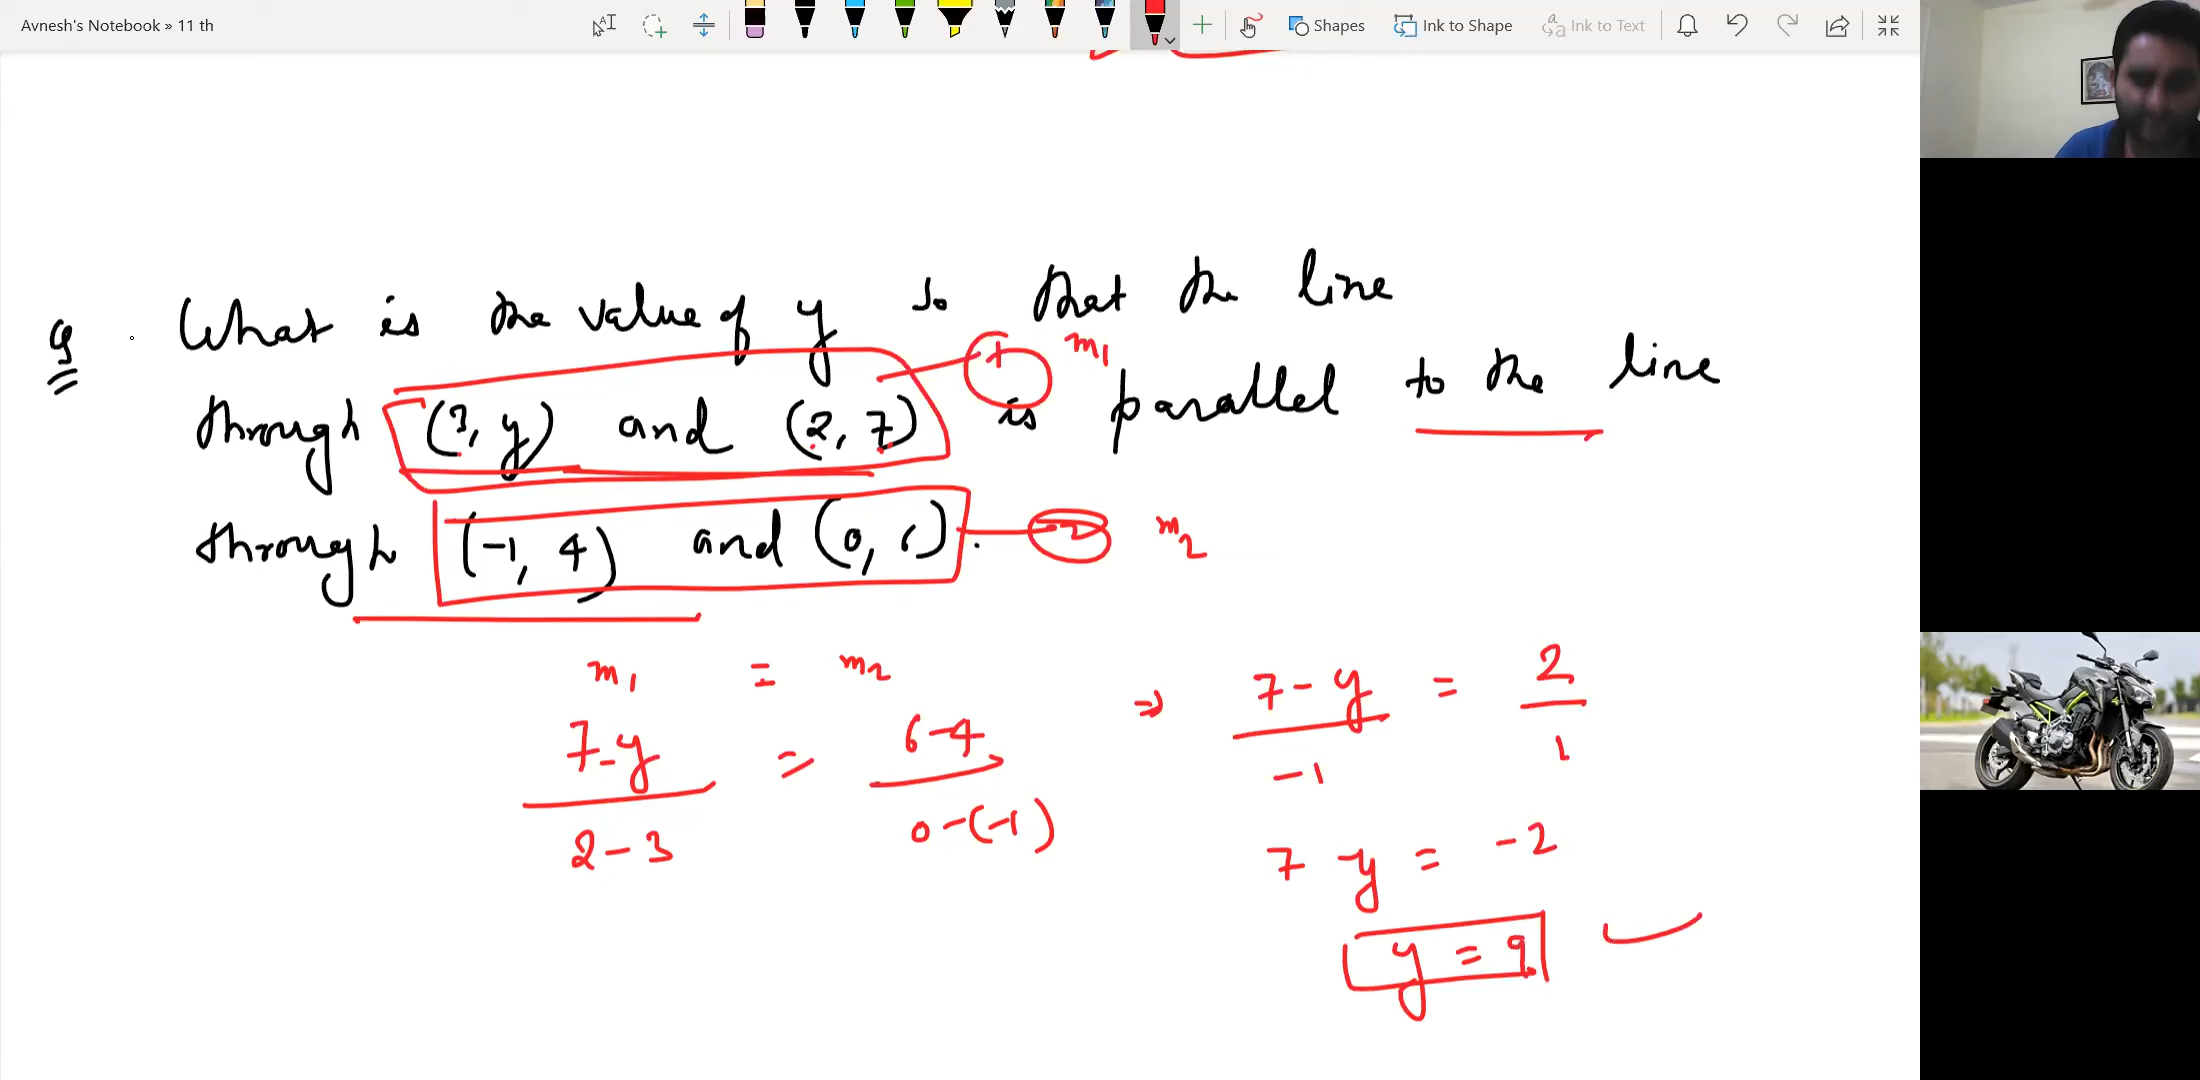 Avnesh's Notebook » 11 th
Shapes Ink to Shape Ink to Text
Q. What is the value of y so that the line
through (3, y) and (2, 7) is parallel to the line
through (-1, 4) and (0, 6).
1 m1
2 m2
m1 = m2
7-y / 2-3 = 6-4 / 0-(-1)
⇒ 7-y / -1 = 2 / 1
7 -y = -2
y = 9